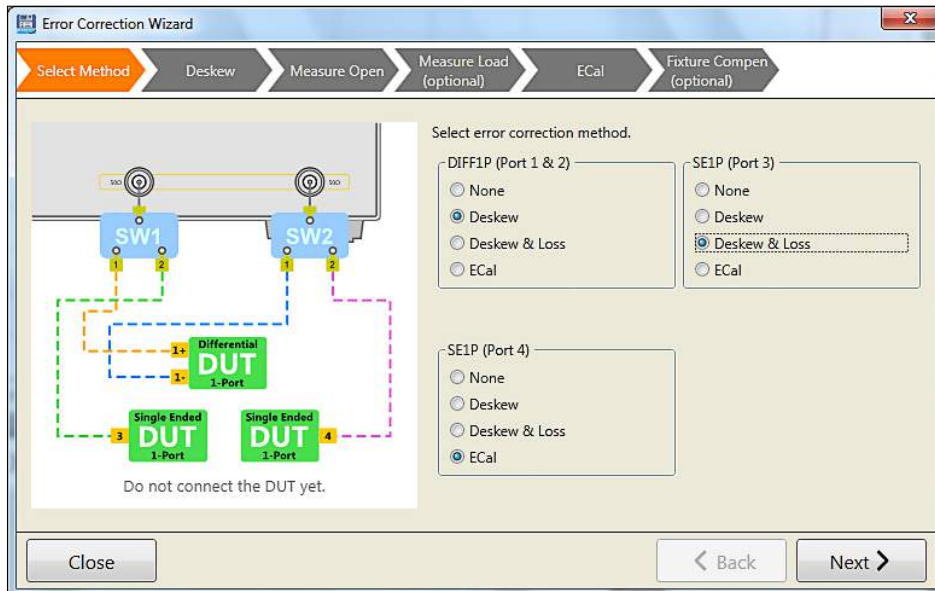 Error Correction Wizard
Select Method
Deskew
Measure Open
Measure Load
(optional)
ECal
Fixture Compen
(optional)
50Ω
50Ω
SW1
SW2
1
2
1
2
1+
Differential
DUT
1-
1-Port
Single Ended
3
DUT
1-Port
Single Ended
DUT
4
1-Port
Do not connect the DUT yet.
Select error correction method.
DIFF1P (Port 1 & 2)
None
Deskew
Deskew & Loss
ECal
SE1P (Port 3)
None
Deskew
Deskew & Loss
ECal
SE1P (Port 4)
None
Deskew
Deskew & Loss
ECal
Close
Back
Next